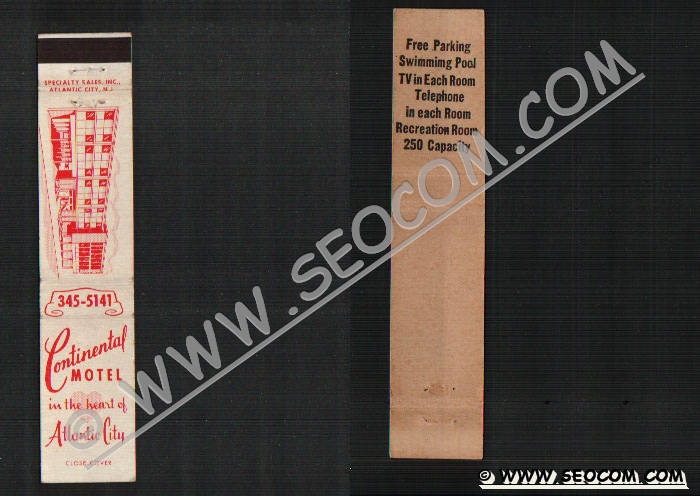 SPECIALTY SALES, INC.,
ATLANTIC CITY, N.J.
345-5141
Continental
MOTEL
in the heart of
Atlantic City
CLOSE COVER
Free Parking
Swimming Pool
TV in Each Room
Telephone
in each Room
Recreation Room
250 Capacity
© WWW.SEOCOM.COM
© WWW.SEOCOM.COM